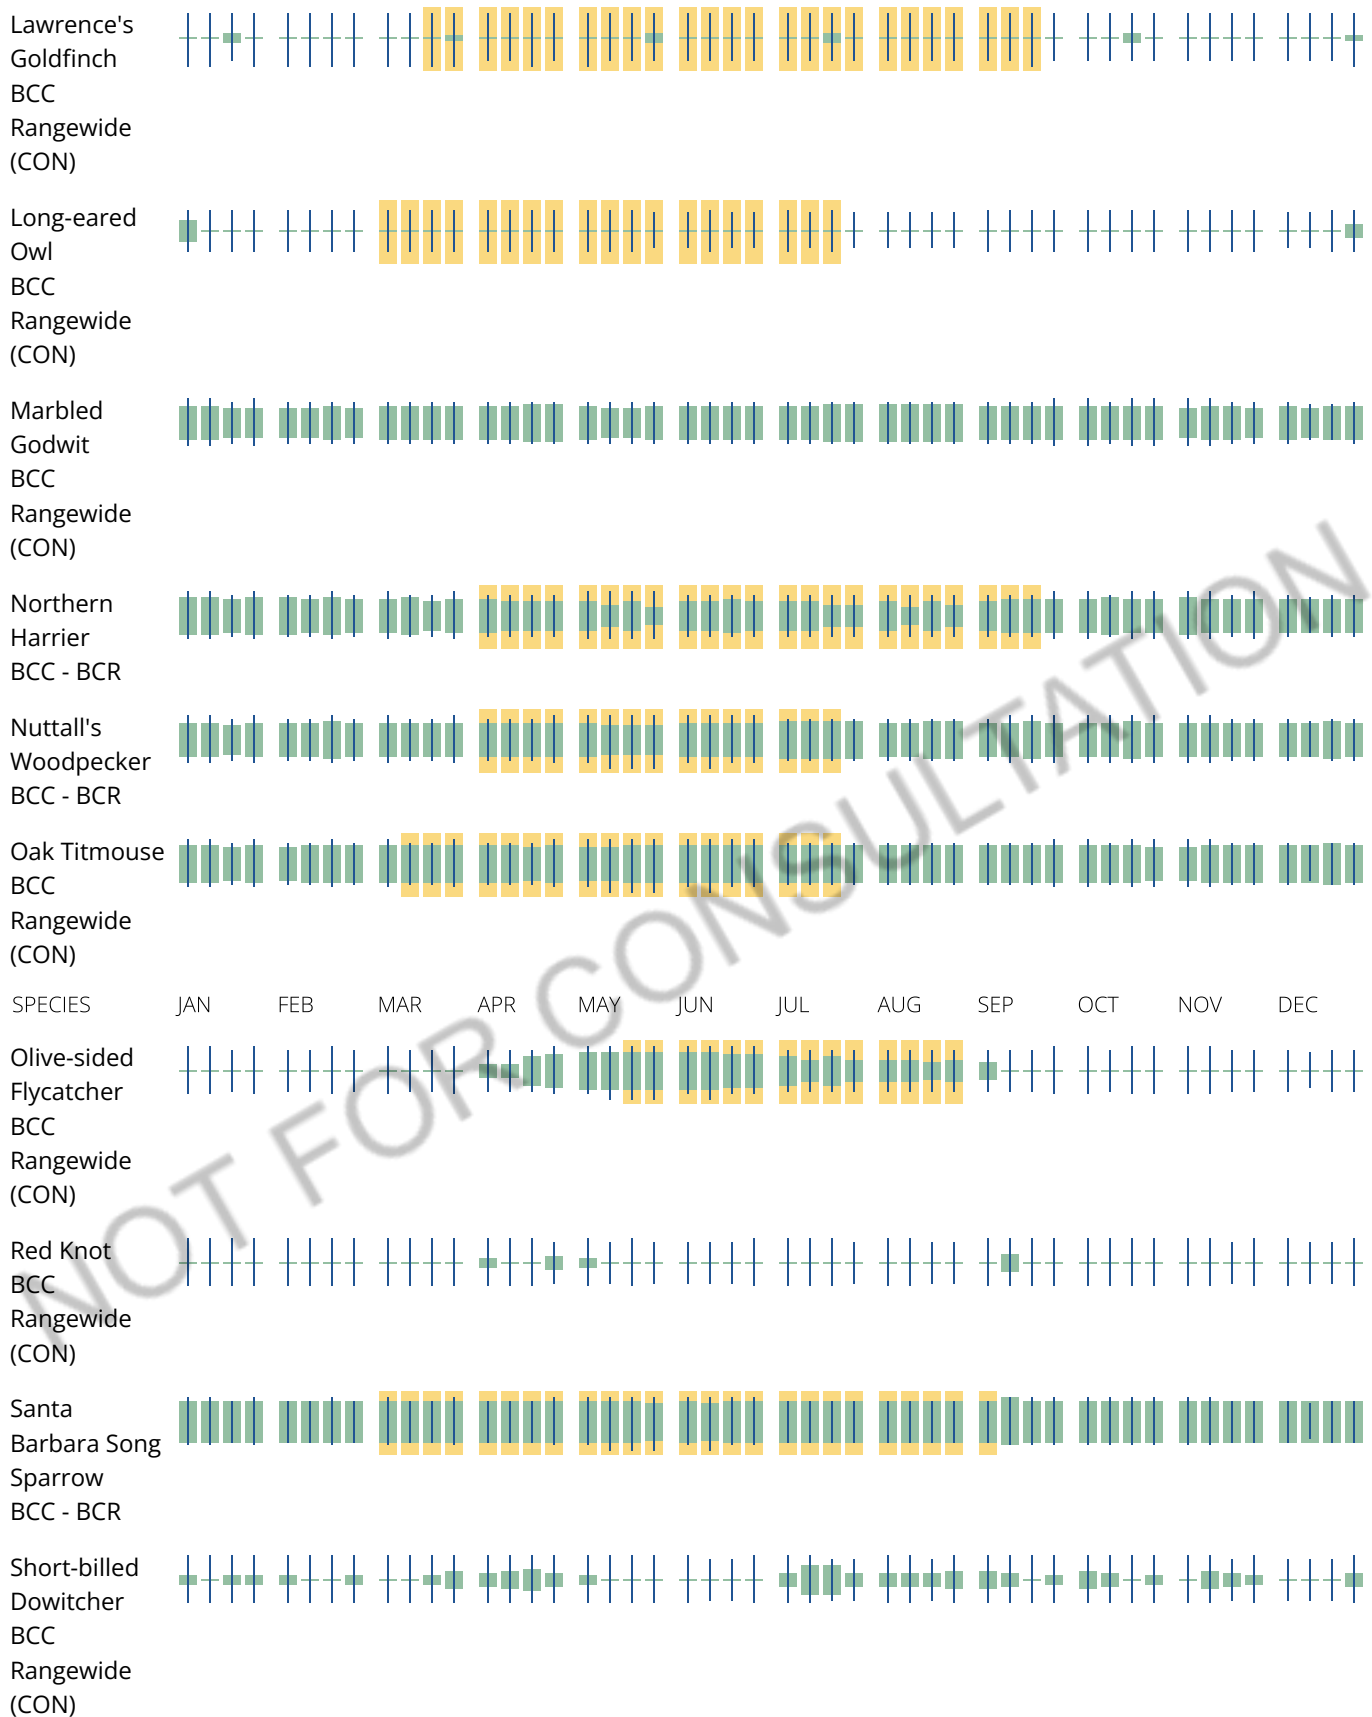 Lawrence's
Goldfinch
BCC
Rangewide
(CON)
Long-eared
Owl
BCC
Rangewide
(CON)
Marbled
Godwit
BCC
Rangewide
(CON)
Northern
Harrier
BCC - BCR
Nuttall's
Woodpecker
BCC - BCR
Oak Titmouse
BCC
Rangewide
(CON)
SPECIES JAN FEB MAR APR MAY JUN JUL AUG SEP OCT NOV DEC
Olive-sided
Flycatcher
BCC
Rangewide
(CON)
Red Knot
BCC
Rangewide
(CON)
Santa
Barbara Song
Sparrow
BCC - BCR
Short-billed
Dowitcher
BCC
Rangewide
(CON)
NOT FOR CONSULTATION